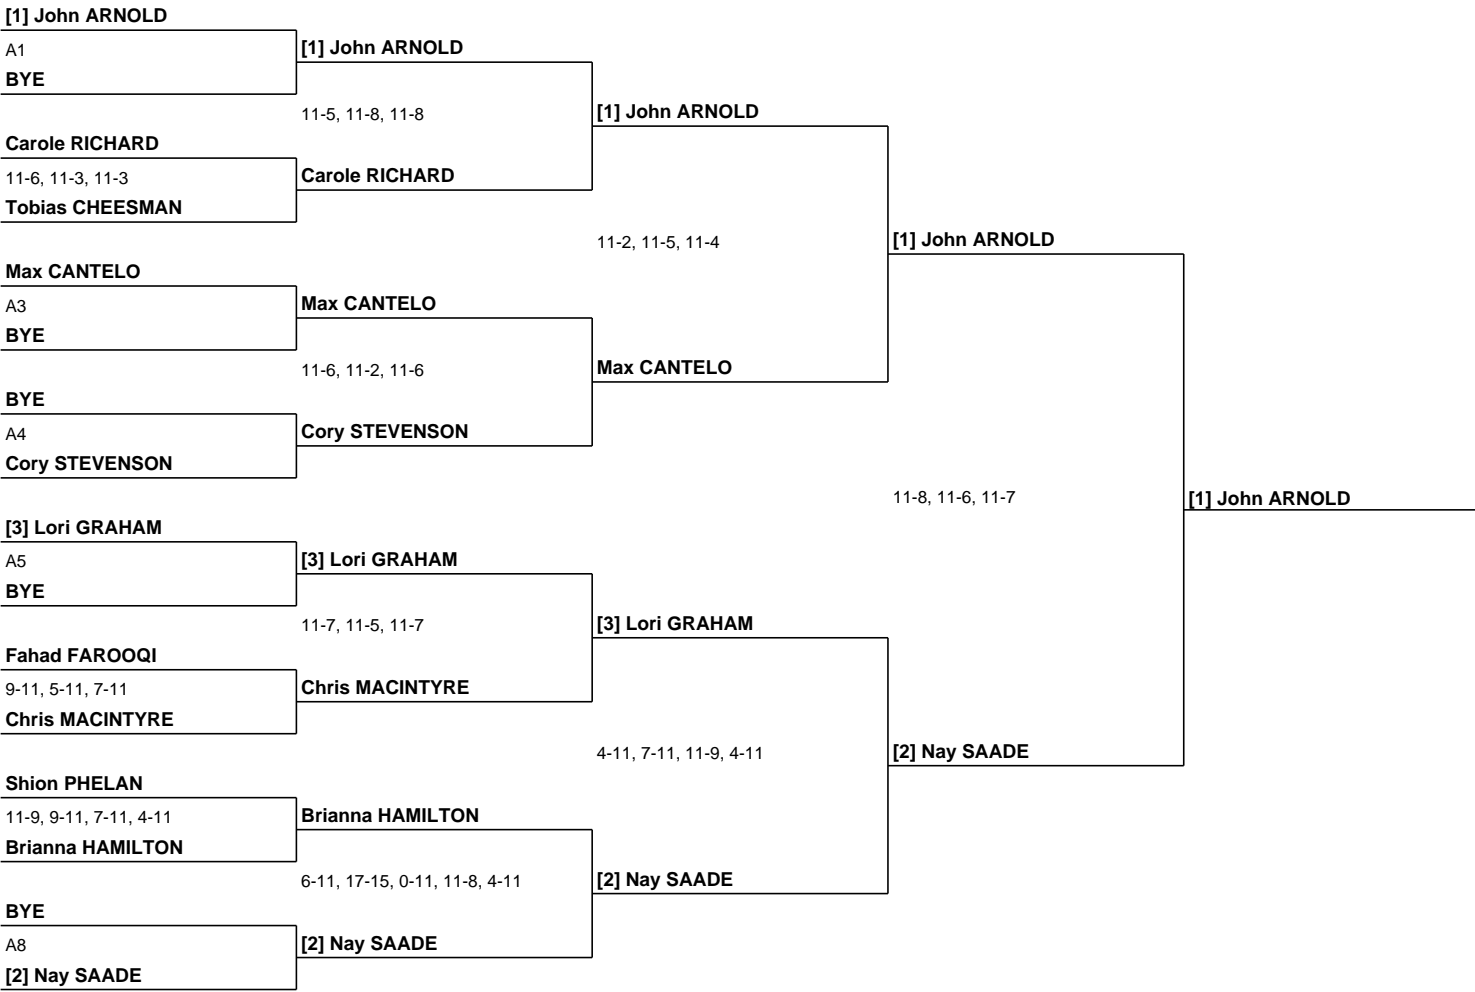 [1] John ARNOLD
A1
BYE
Carole RICHARD
11-6, 11-3, 11-3
Tobias CHEESMAN
Max CANTELO
A3
BYE
BYE
A4
Cory STEVENSON
[3] Lori GRAHAM
A5
BYE
Fahad FAROOQI
9-11, 5-11, 7-11
Chris MACINTYRE
Shion PHELAN
11-9, 9-11, 7-11, 4-11
Brianna HAMILTON
BYE
A8
[2] Nay SAADE
[1] John ARNOLD
11-5, 11-8, 11-8
Carole RICHARD
Max CANTELO
11-6, 11-2, 11-6
Cory STEVENSON
[3] Lori GRAHAM
11-7, 11-5, 11-7
Chris MACINTYRE
Brianna HAMILTON
6-11, 17-15, 0-11, 11-8, 4-11
[2] Nay SAADE
[1] John ARNOLD
11-2, 11-5, 11-4
Max CANTELO
[3] Lori GRAHAM
4-11, 7-11, 11-9, 4-11
[2] Nay SAADE
[1] John ARNOLD
11-8, 11-6, 11-7
[2] Nay SAADE
[1] John ARNOLD